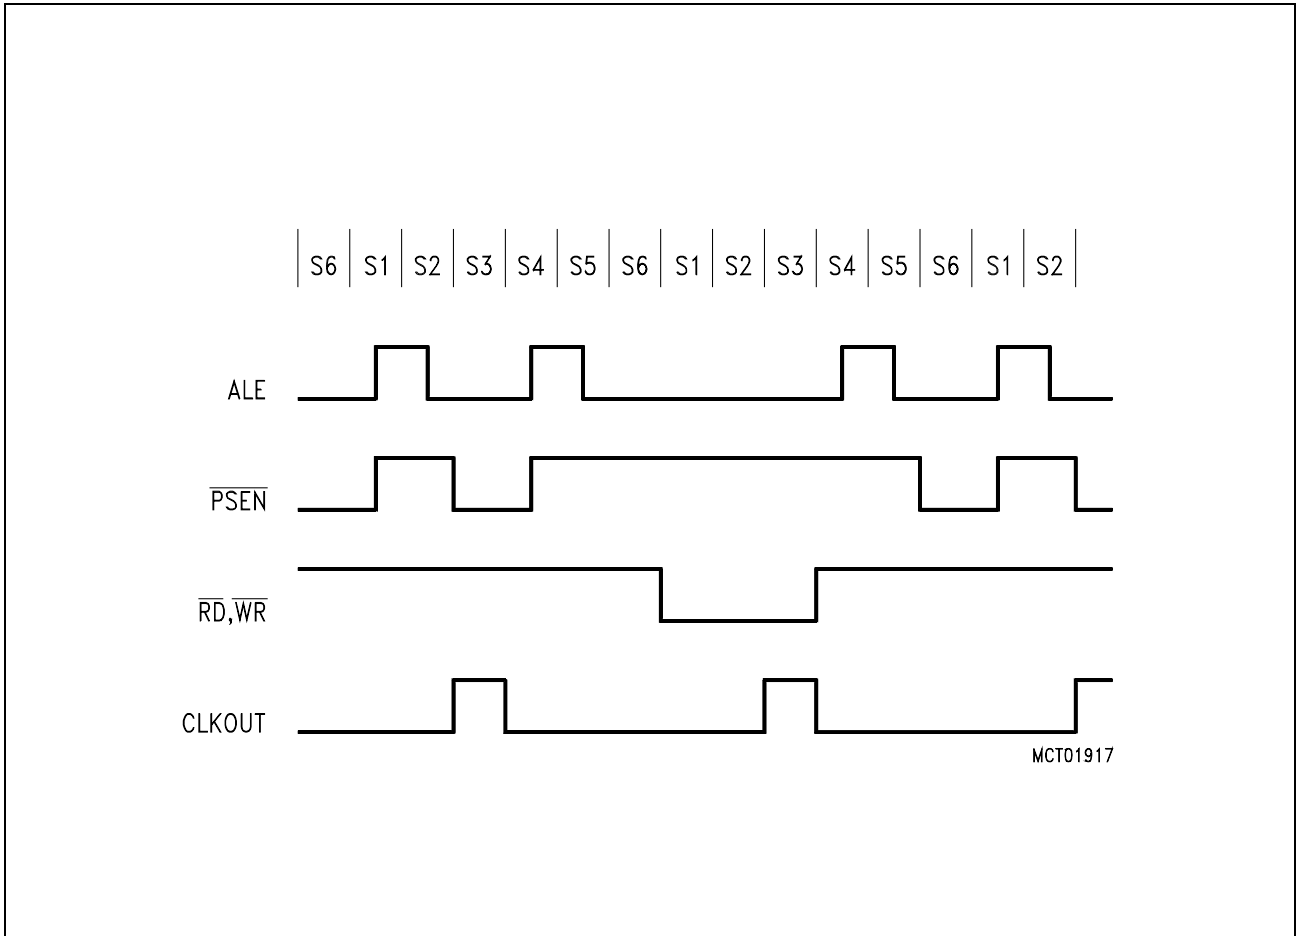 S6 S1 S2 S3 S4 S5 S6 S1 S2 S3 S4 S5 S6 S1 S2
ALE
PSEN
RD,WR
CLKOUT
MCT01917